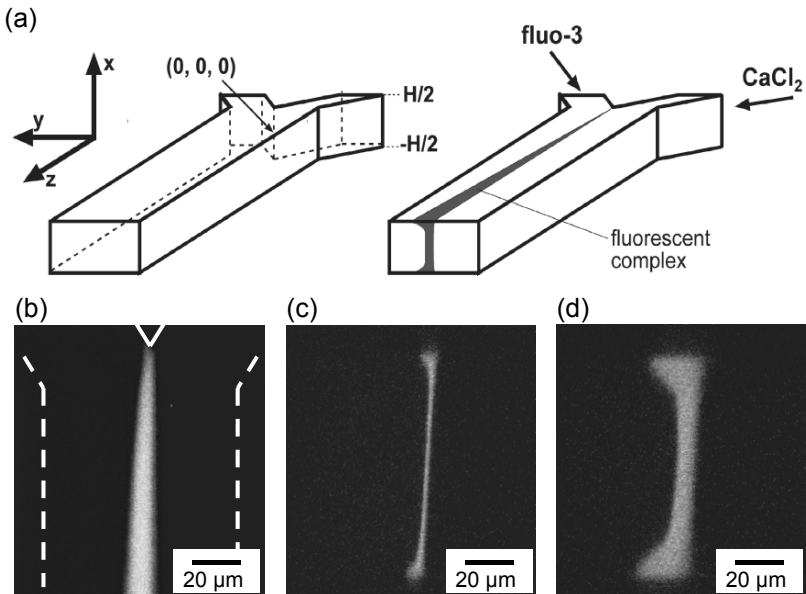 (a)
x
y
z
(0, 0, 0)
H/2
-H/2
fluo-3
CaCl₂
fluorescent
complex
(b)
(c)
(d)
20 µm
20 µm
20 µm